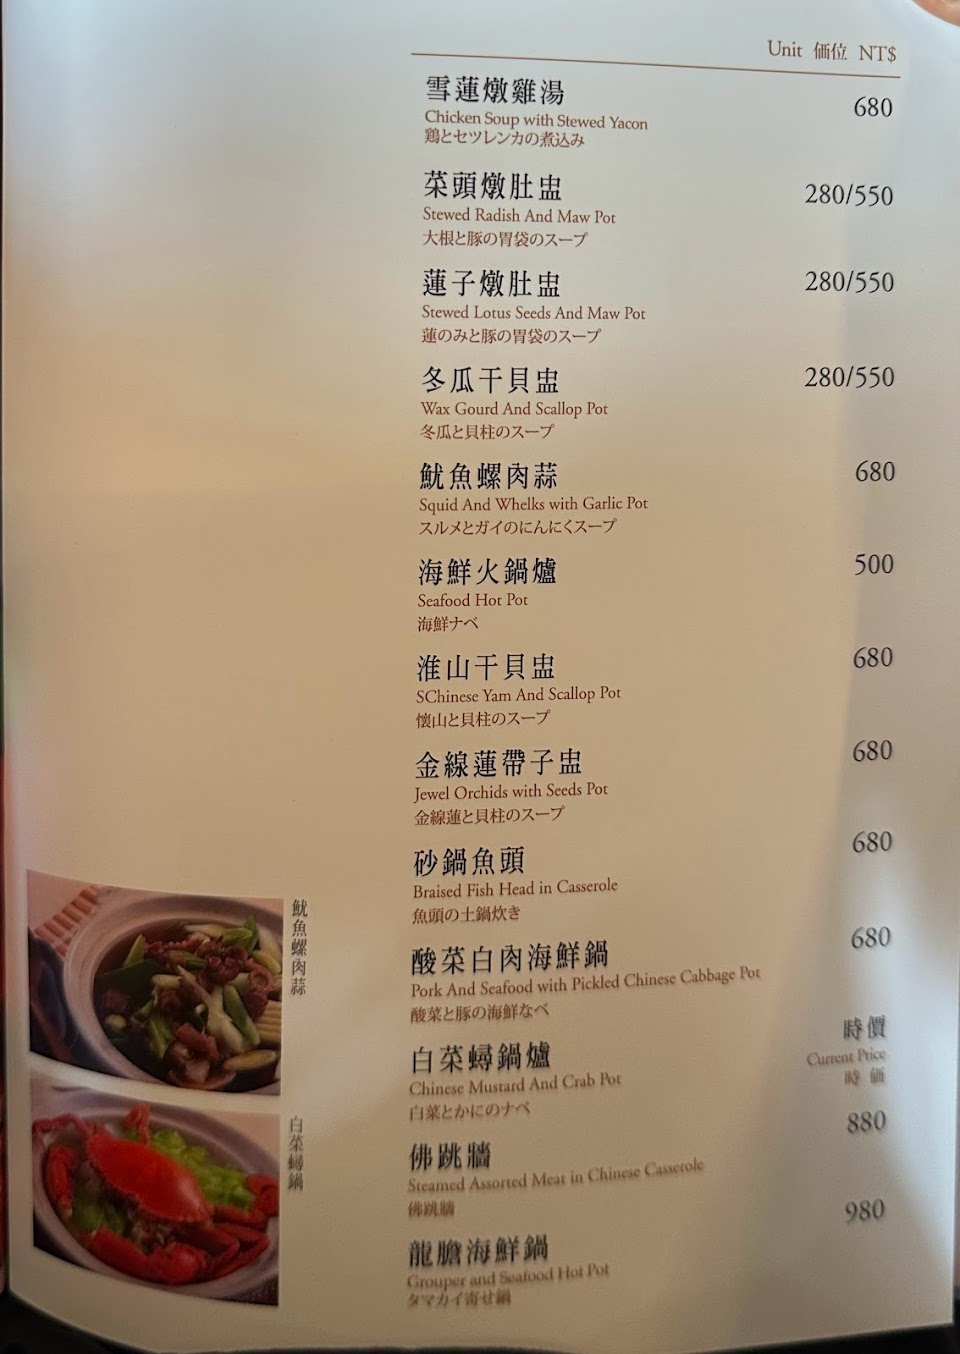 Unit 価位 NT$
雪蓮燉雞湯 680
Chicken Soup with Stewed Yacon
鶏とセツレンカの煮込み
菜頭燉肚盅 280/550
Stewed Radish And Maw Pot
大根と豚の胃袋のスープ
蓮子燉肚盅 280/550
Stewed Lotus Seeds And Maw Pot
蓮のみと豚の胃袋のスープ
冬瓜干貝盅 280/550
Wax Gourd And Scallop Pot
冬瓜と貝柱のスープ
魷魚螺肉蒜 680
Squid And Whelks with Garlic Pot
スルメとガイのにんにくスープ
海鮮火鍋爐 500
Seafood Hot Pot
海鮮ナベ
淮山干貝盅 680
SChinese Yam And Scallop Pot
懐山と貝柱のスープ
金線蓮帶子盅 680
Jewel Orchids with Seeds Pot
金線蓮と貝柱のスープ
砂鍋魚頭 680
Braised Fish Head in Casserole
魚頭の土鍋炊き
酸菜白肉海鮮鍋 680
Pork And Seafood with Pickled Chinese Cabbage Pot
酸菜と豚の海鮮なべ
白菜蟳鍋爐 時價
Chinese Mustard And Crab Pot Current Price
白菜とかにのナベ 時価
佛跳牆 880
Steamed Assorted Meat in Chinese Casserole
佛跳牆
龍膽海鮮鍋 980
Grouper and Seafood Hot Pot
タマカイ寄せ鍋
魷魚螺肉蒜
白菜蟳鍋